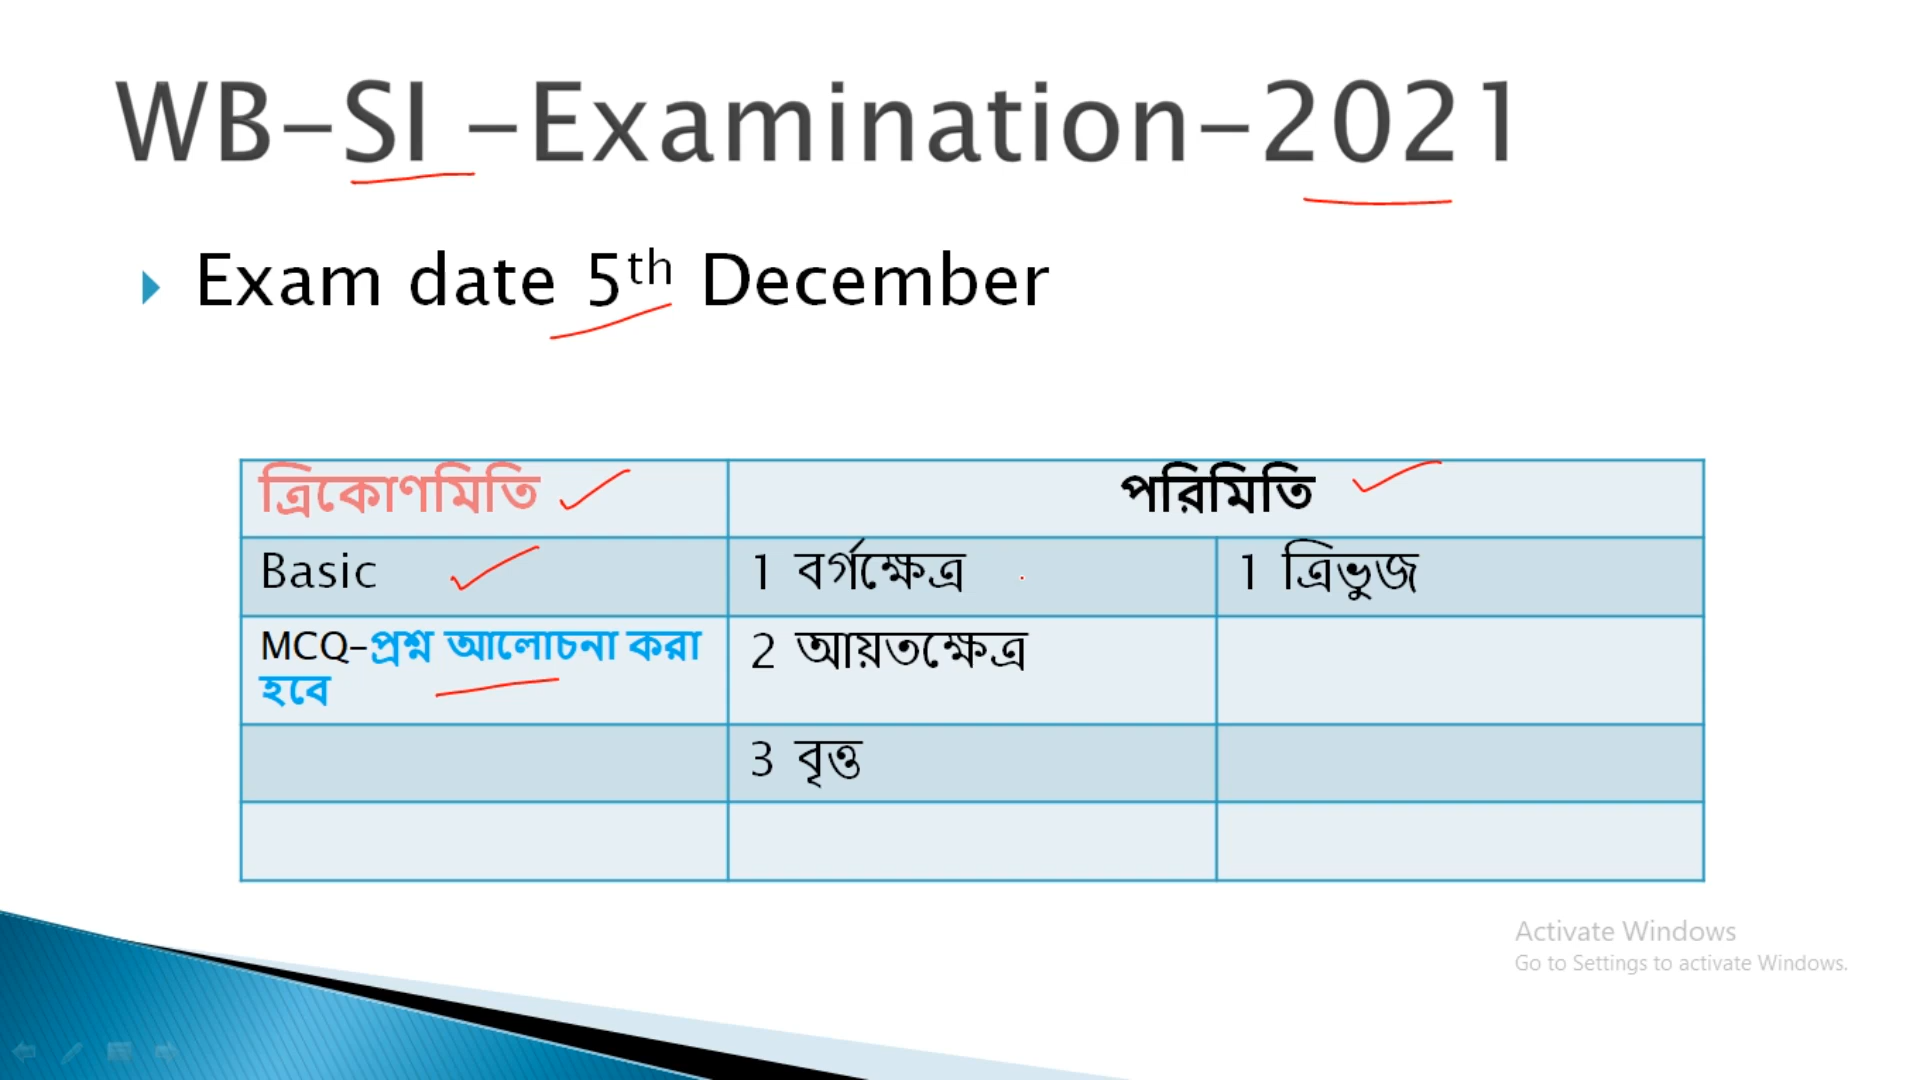 WB-SI -Examination-2021
Exam date 5th December
ত্রিকোণমিতি পরিমিতি
Basic 1 বর্গক্ষেত্র 1 ত্রিভুজ
MCQ-প্রশ্ন আলোচনা করা 2 আয়তক্ষেত্র
হবে
3 বৃত্ত
Activate Windows
Go to Settings to activate Windows.